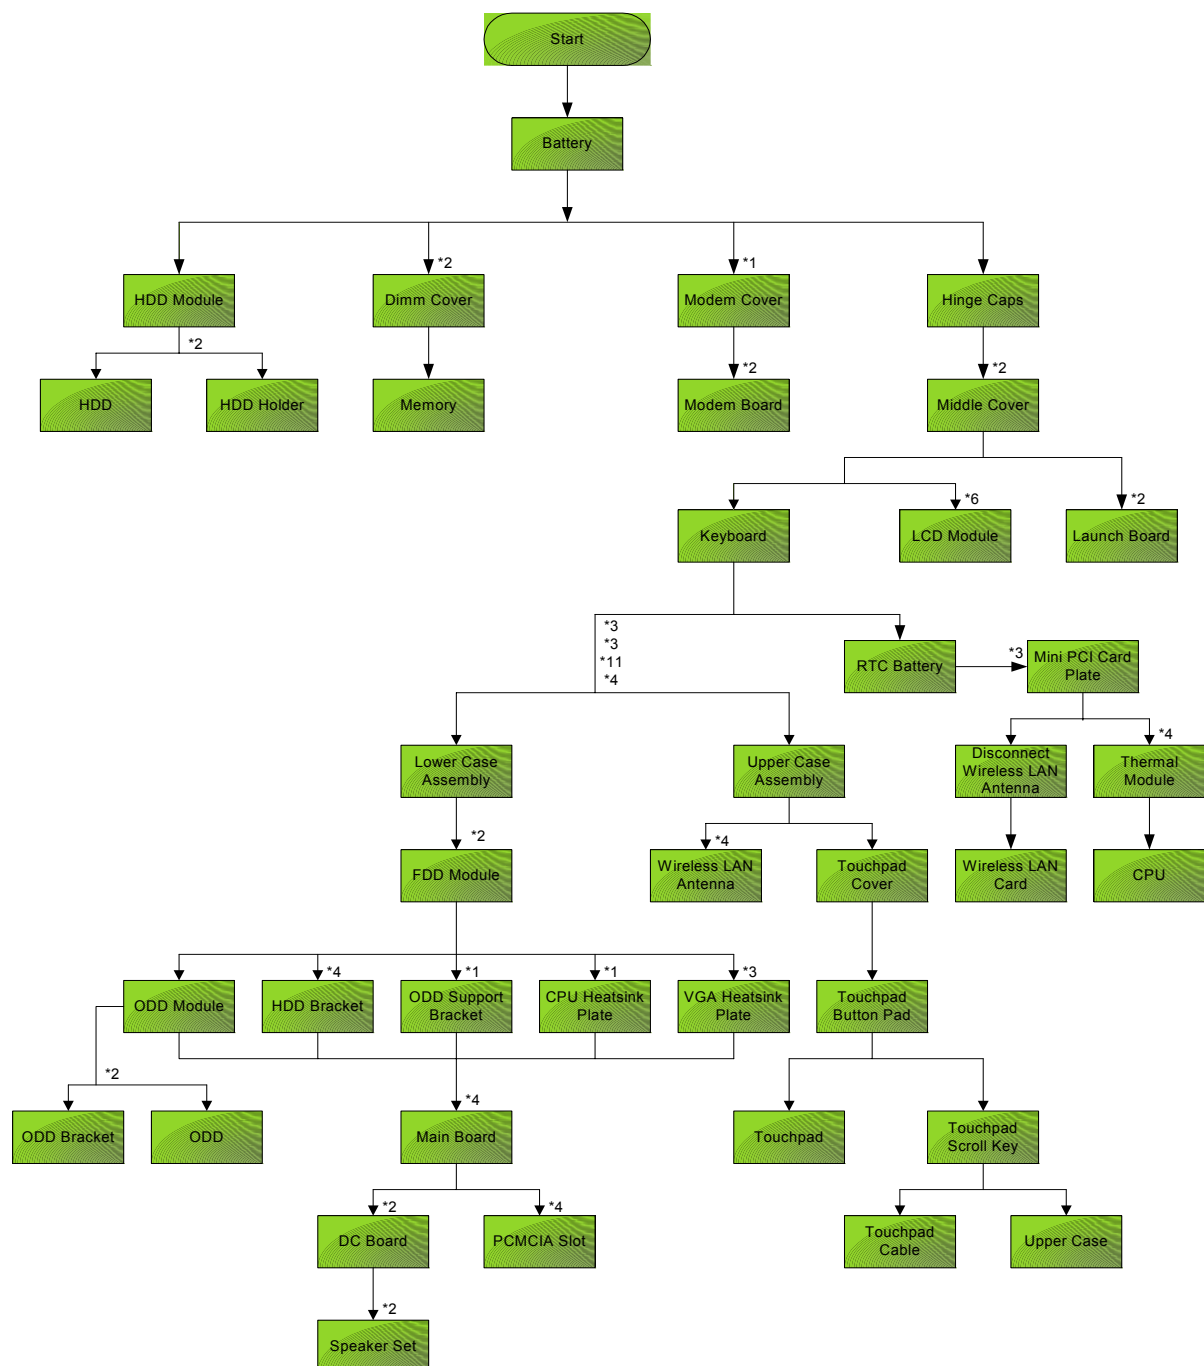 Start
Battery
*2
*1
HDD Module
Dimm Cover
Modem Cover
Hinge Caps
*2
*2
*2
HDD
HDD Holder
Memory
Modem Board
Middle Cover
*6
*2
Keyboard
LCD Module
Launch Board
*3
*3
*11
*4
RTC Battery
*3
Mini PCI Card
Plate
*4
Lower Case
Assembly
Upper Case
Assembly
Disconnect
Wireless LAN
Antenna
Thermal
Module
*2
*4
FDD Module
Wireless LAN
Antenna
Touchpad
Cover
Wireless LAN
Card
CPU
*4
*1
*1
*3
ODD Module
HDD Bracket
ODD Support
Bracket
CPU Heatsink
Plate
VGA Heatsink
Plate
Touchpad
Button Pad
*2
*4
ODD Bracket
ODD
Main Board
Touchpad
Touchpad
Scroll Key
*2
*4
DC Board
PCMCIA Slot
Touchpad
Cable
Upper Case
*2
Speaker Set